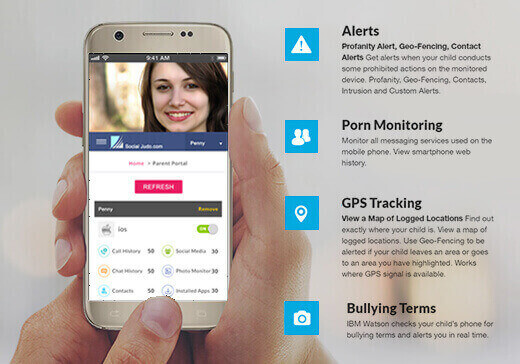 9:41 AM
Social Judo.com
Penny
Home > Parent Portal
REFRESH
Penny
Remove
ios
ON
Call History 50
Social Media 30
Chat History 50
Photo Monitor 30
Contacts 50
Installed Apps 30
Alerts
Profanity Alert, Geo-Fencing, Contact
Alerts Get alerts when your child conducts
some prohibited actions on the monitored
device. Profanity, Geo-Fencing, Contacts,
Intrusion and Custom Alerts.
Porn Monitoring
Monitor all messaging services used on the
mobile phone. View smartphone web
history.
GPS Tracking
View a Map of Logged Locations Find out
exactly where your child is. View a map of
logged locations. Use Geo-Fencing to be
alerted if your child leaves an area or goes
to an area you have highlighted. Works
where GPS signal is available.
Bullying Terms
IBM Watson checks your child's phone for
bullying terms and alerts you in real time.